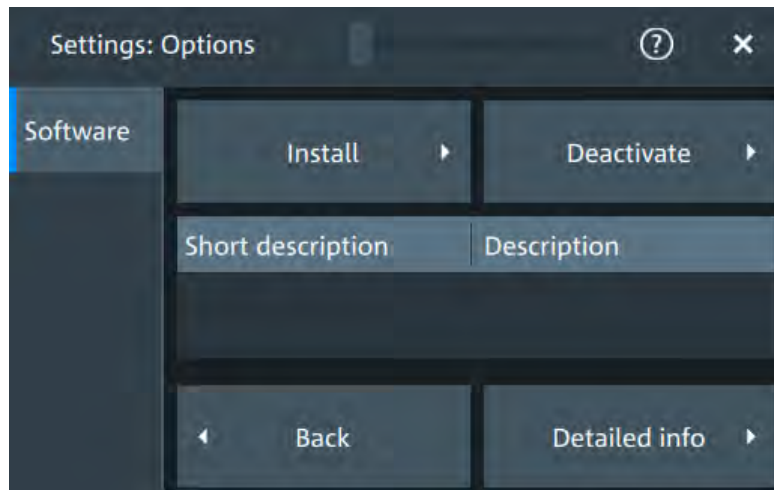 Settings: Options ?
Software
Install
Deactivate
Short description
Description
Back
Detailed info